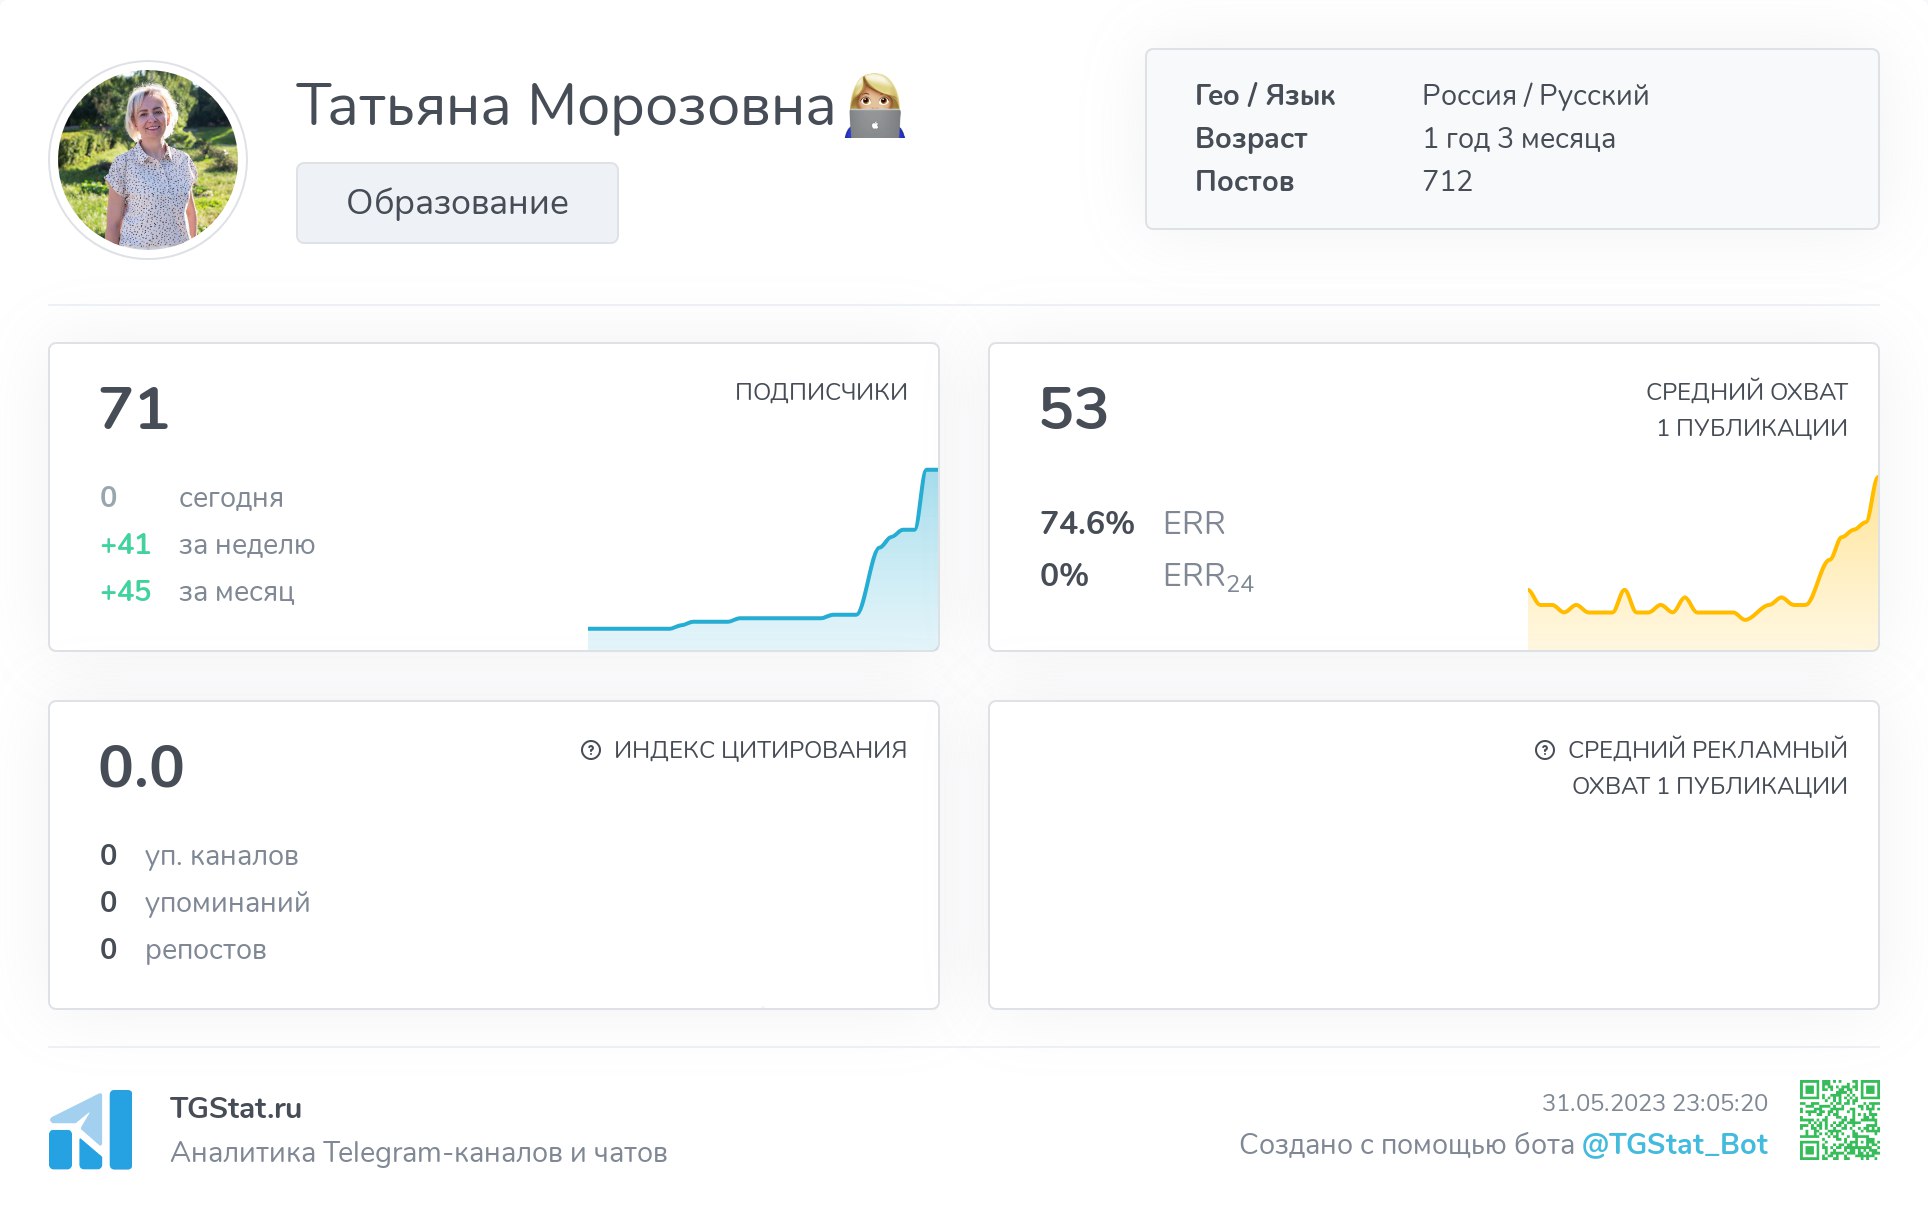 Татьяна Морозовна
Образование
Гео / Язык Россия / Русский
Возраст 1 год 3 месяца
Постов 712
71 ПОДПИСЧИКИ
0 сегодня
+41 за неделю
+45 за месяц
53 СРЕДНИЙ ОХВАТ
1 ПУБЛИКАЦИИ
74.6% ERR
0% ERR24
0.0 ИНДЕКС ЦИТИРОВАНИЯ
0 уп. каналов
0 упоминаний
0 репостов
СРЕДНИЙ РЕКЛАМНЫЙ
ОХВАТ 1 ПУБЛИКАЦИИ
TGStat.ru
Аналитика Telegram-каналов и чатов
31.05.2023 23:05:20
Создано с помощью бота @TGStat_Bot